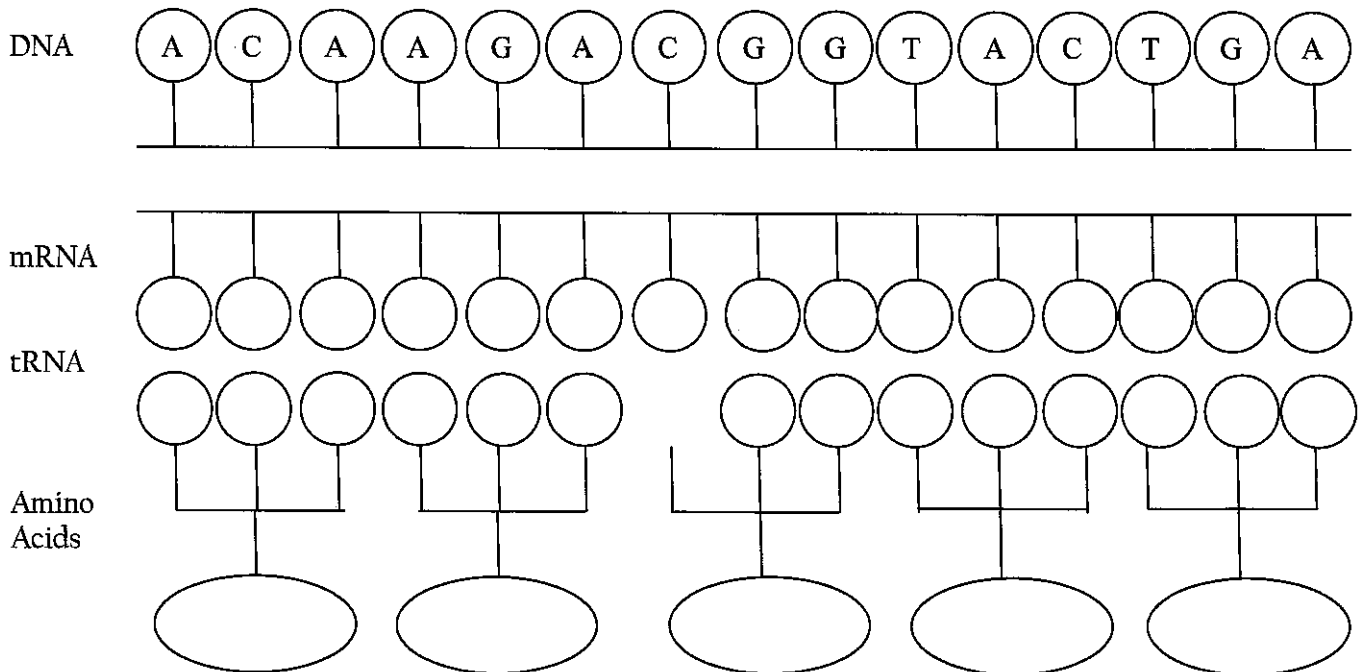 DNA A C A A G A C G G T A C T G A
mRNA
tRNA
Amino
Acids